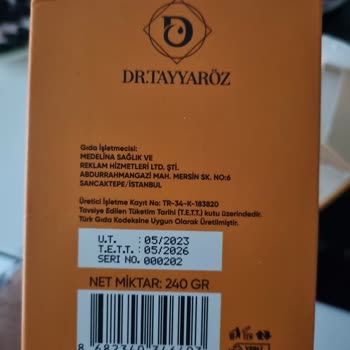 D
DR.TAYYARÖZ
Gıda İşletmecisi:
MEDELİNA SAĞLIK VE
REKLAM HİZMETLERİ LTD. ŞTİ.
ABDURRAHMANGAZİ MAH. MERSİN SK. NO:6
SANCAKTEPE/İSTANBUL
Üretici İşletme Kayıt No: TR-34-K-183820
Tavsiye Edilen Tüketim Tarihi (T.E.T.T.) kutu üzerindedir.
Türk Gıda Kodeksine Uygun Olarak Üretilmiştir.
U.T. : 05/2023
T.E.T.T. : 05/2026
SERI NO. 000202
NET MİKTAR: 240 GR